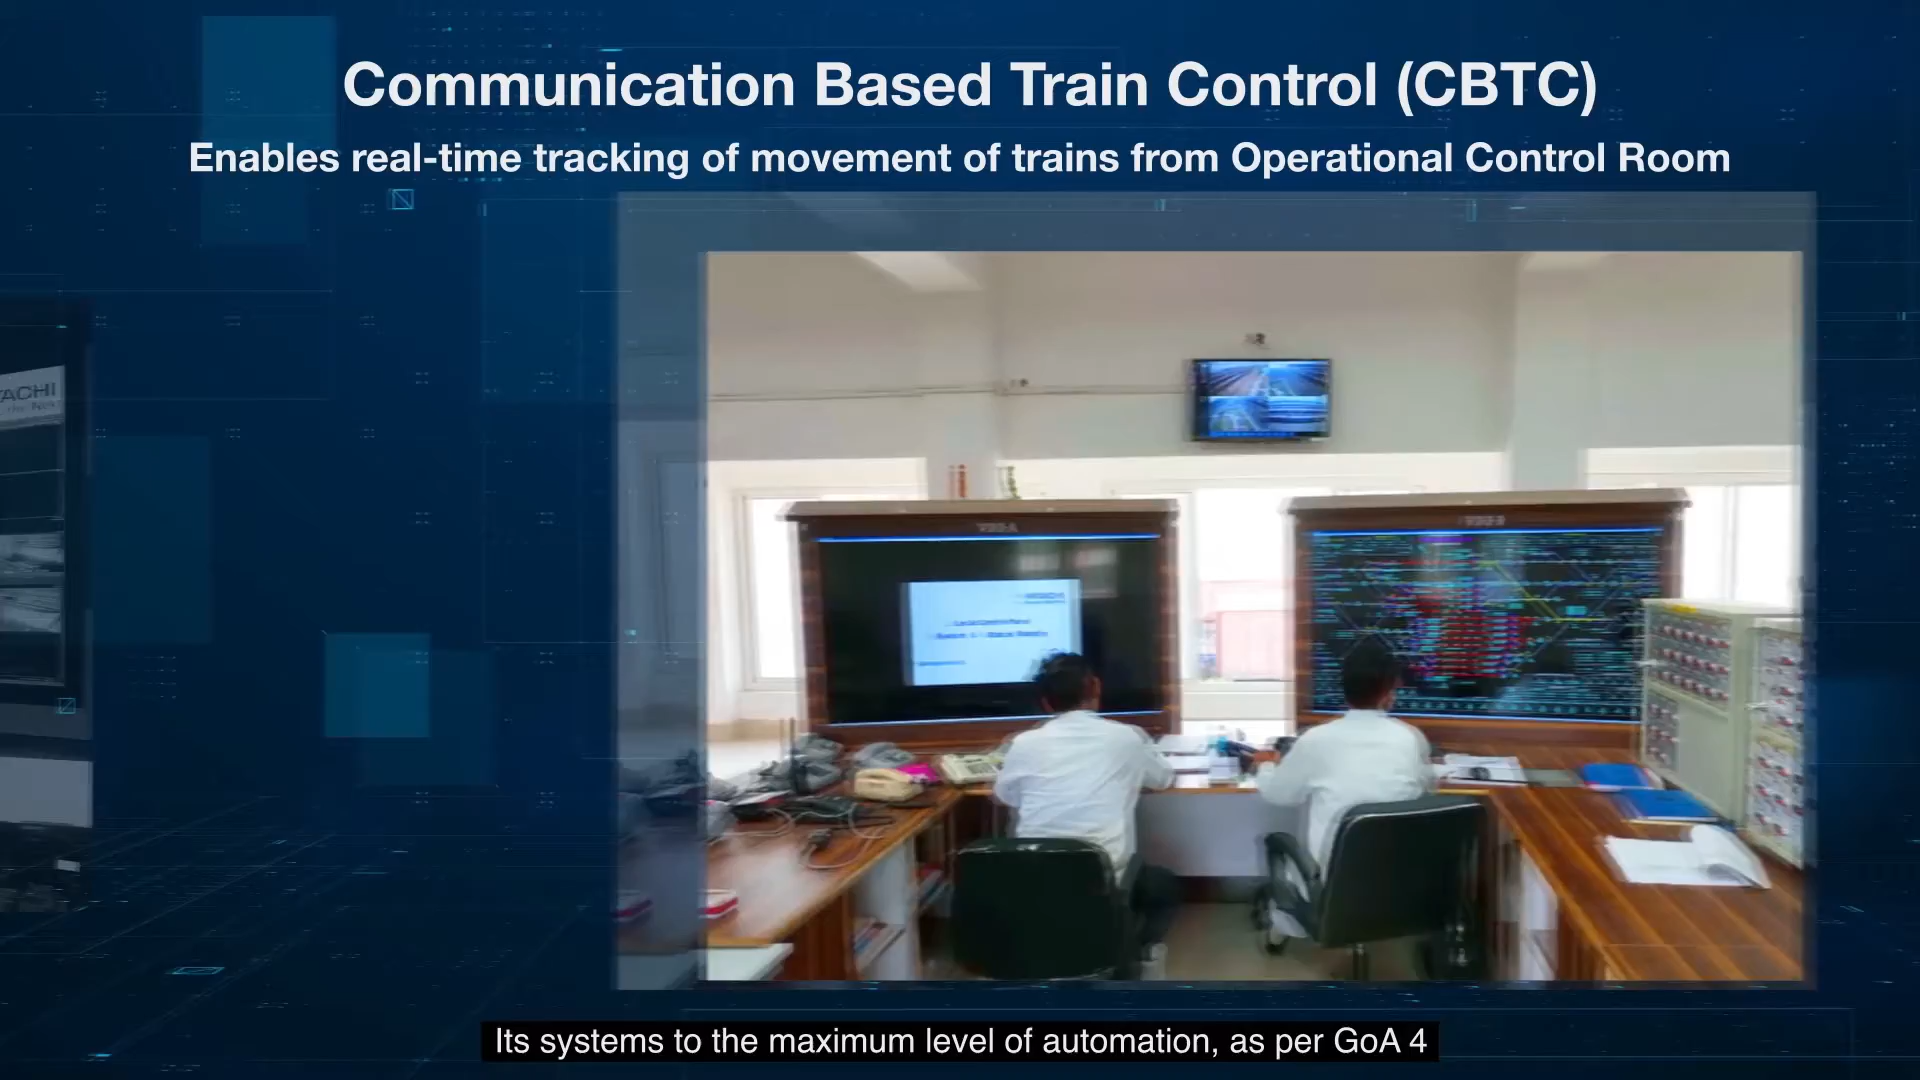 Communication Based Train Control (CBTC)
Enables real-time tracking of movement of trains from Operational Control Room
TACHI
Its systems to the maximum level of automation, as per GoA 4